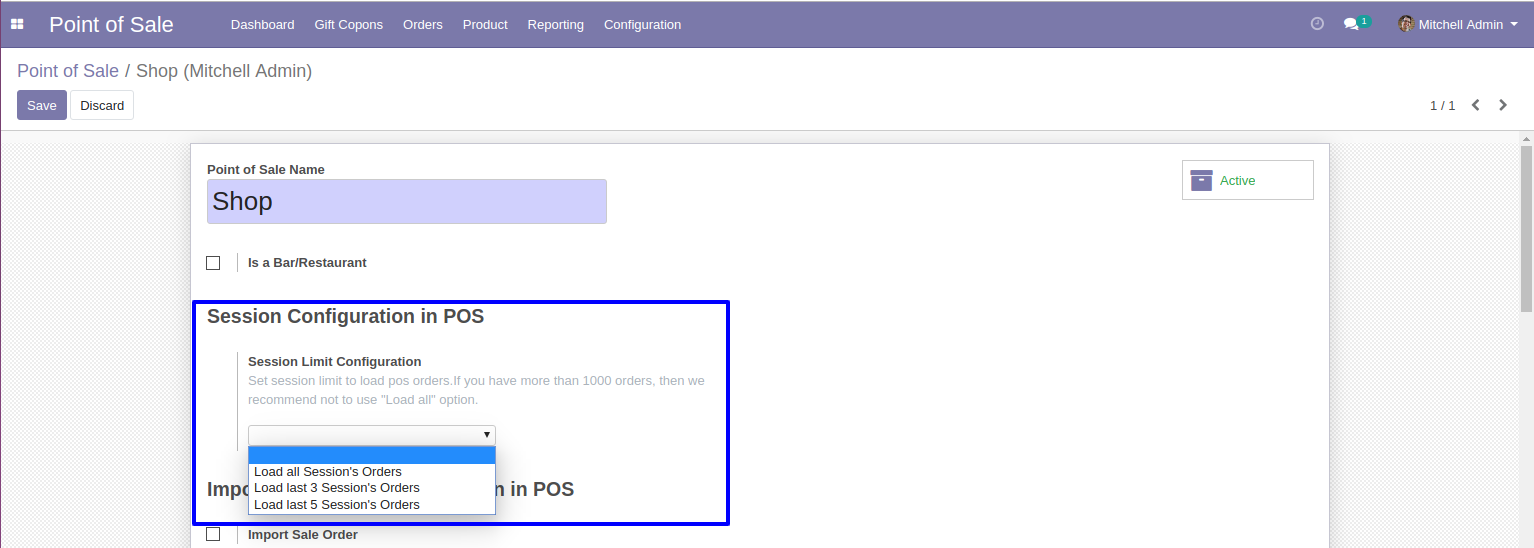 Point of Sale Dashboard Gift Copons Orders Product Reporting Configuration 1 Mitchell Admin
Point of Sale / Shop (Mitchell Admin)
Save Discard 1 / 1
Point of Sale Name
Active
Shop
Is a Bar/Restaurant
Session Configuration in POS
Session Limit Configuration
Set session limit to load pos orders.If you have more than 1000 orders, then we
recommend not to use "Load all" option.
Load all Session's Orders
Load last 3 Session's Orders
Load last 5 Session's Orders
in POS
Import Sale Order